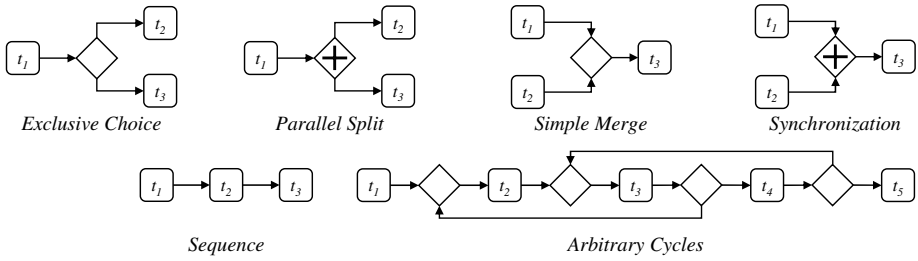 t1 t2 t3
Exclusive Choice
t1 t2 t3
Parallel Split
t1 t2 t3
Simple Merge
t1 t2 t3
Synchronization
t1 t2 t3
Sequence
t1 t2 t3 t4 t5
Arbitrary Cycles